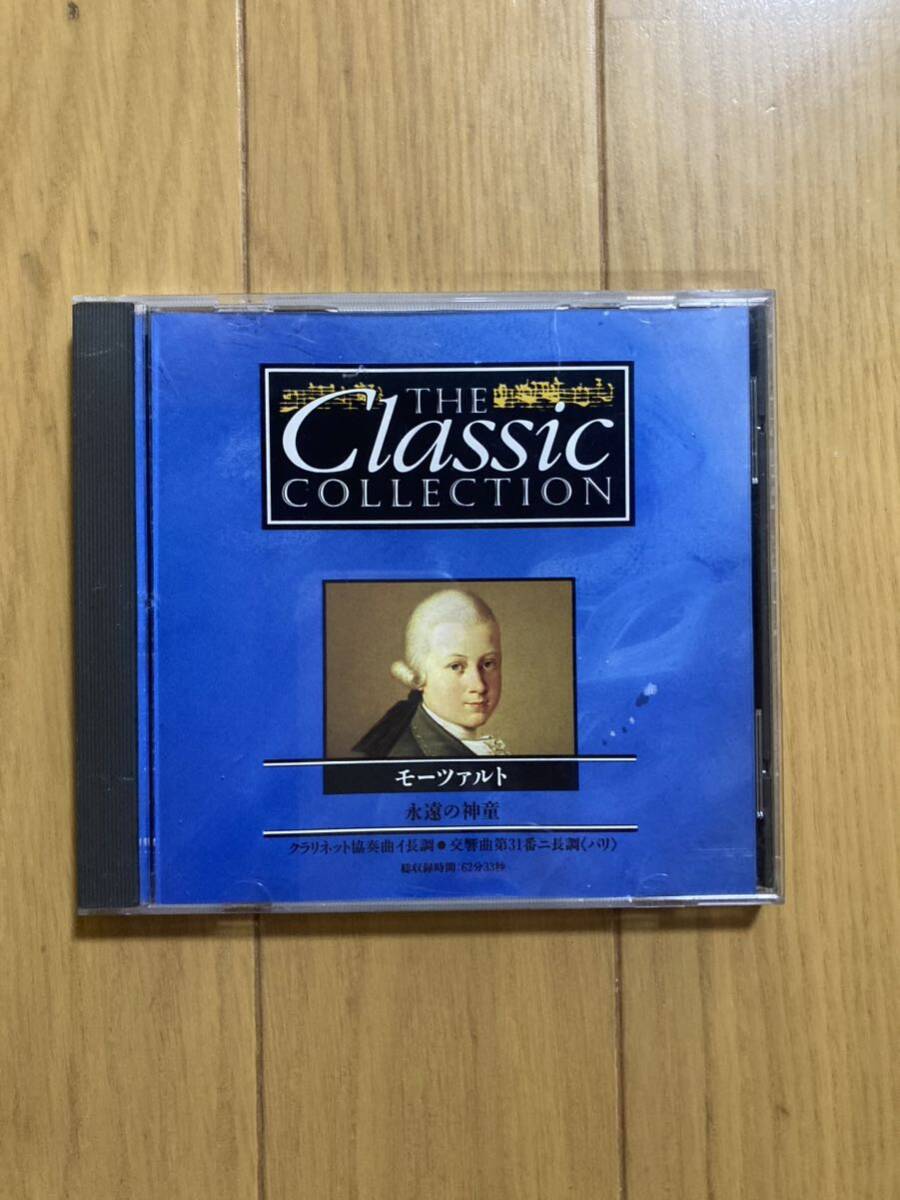 THE
Classic
COLLECTION
モーツァルト
永遠の神童
クラリネット協奏曲イ長調●交響曲第31番ニ長調〈パリ〉
総収録時間:62分33秒